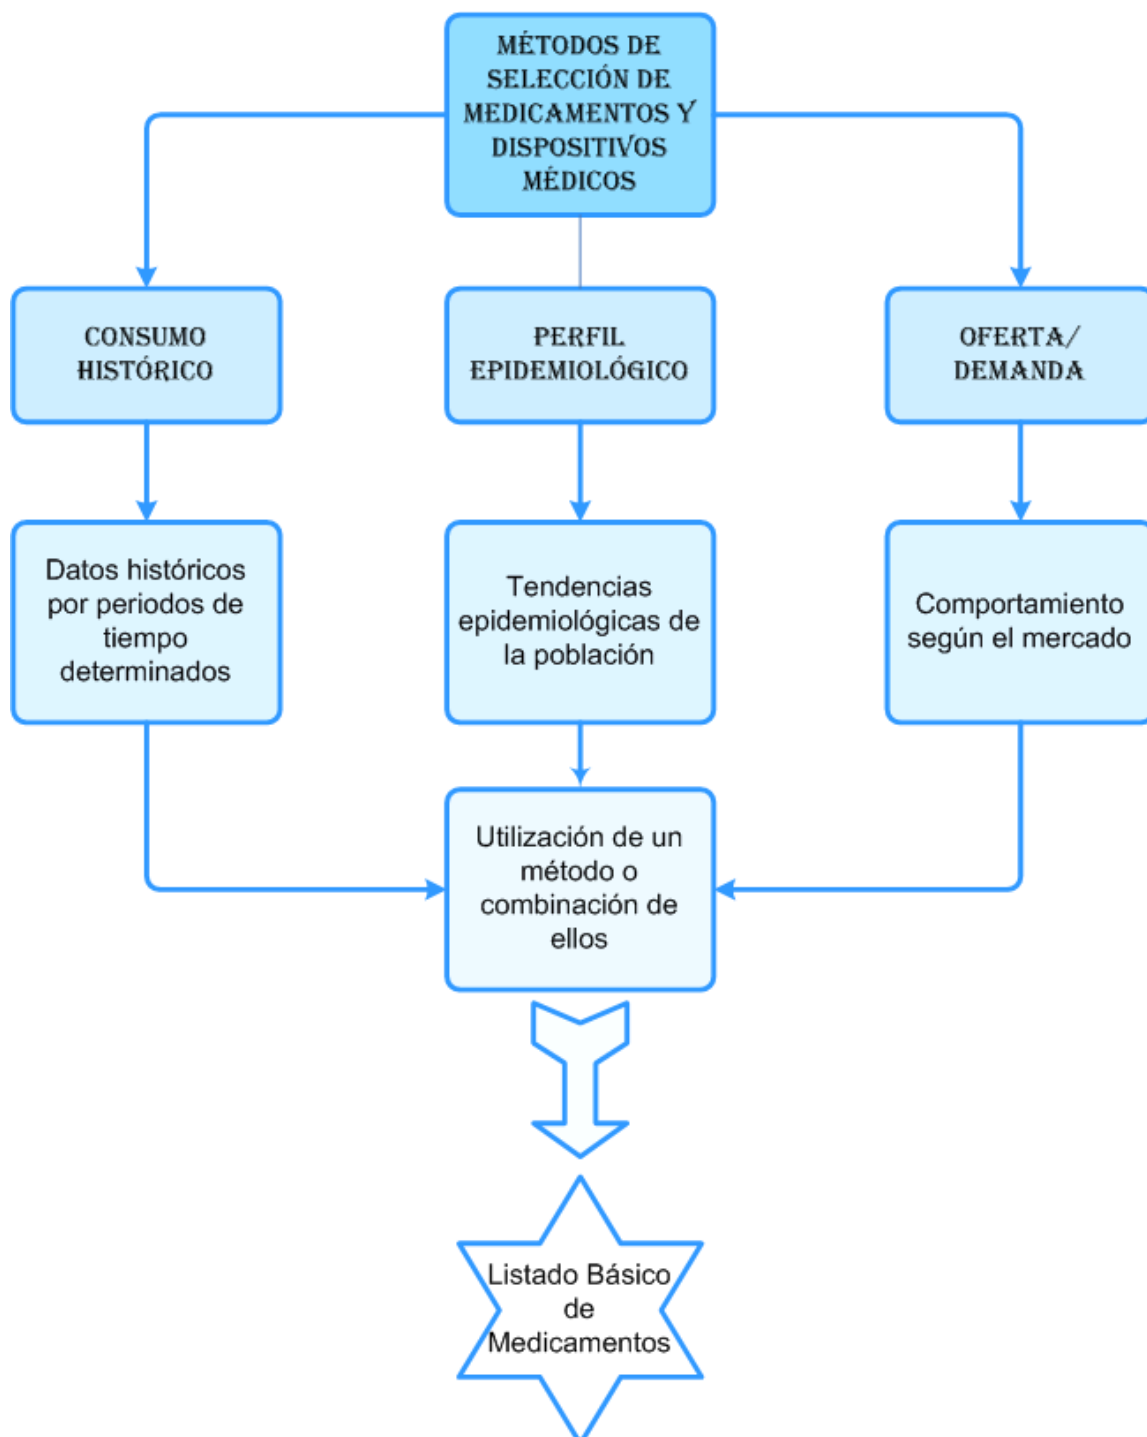 MÉTODOS DE
SELECCIÓN DE
MEDICAMENTOS Y
DISPOSITIVOS
MÉDICOS
CONSUMO
HISTÓRICO
PERFIL
EPIDEMIOLÓGICO
OFERTA/
DEMANDA
Datos históricos
por periodos de
tiempo
determinados
Tendencias
epidemiológicas de
la población
Comportamiento
según el mercado
Utilización de un
método o
combinación de
ellos
Listado Básico
de
Medicamentos